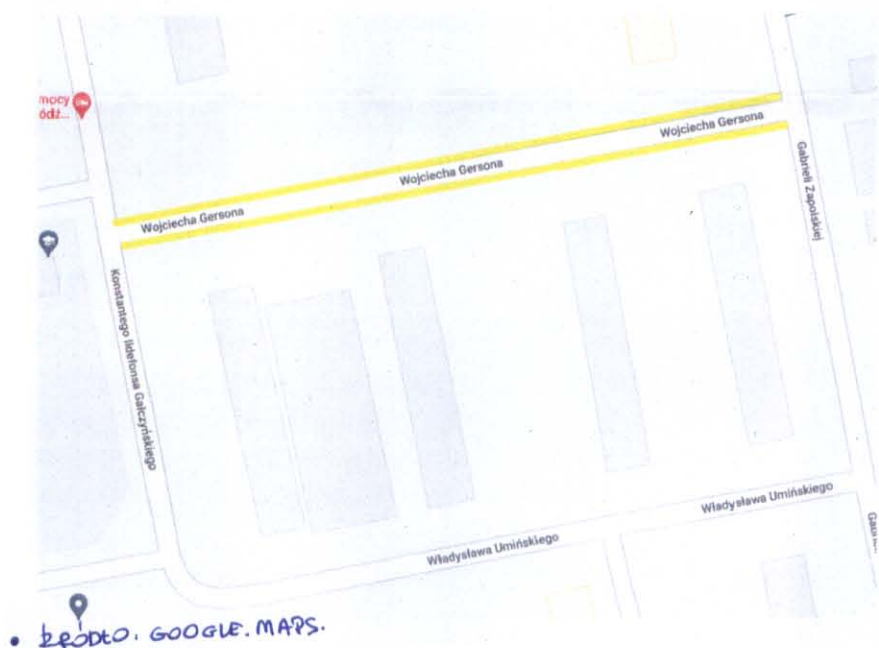 mocy
ódź...
Wojciecha Gersona
Wojciecha Gersona
Wojciecha Gersona
Gabrieli Zapolskiej
Konstantego Ildefonsa Gałczyńskiego
Władysława Umińskiego
Władysława Umińskiego
• ŹRÓDŁO. GOOGLE.MAPS.